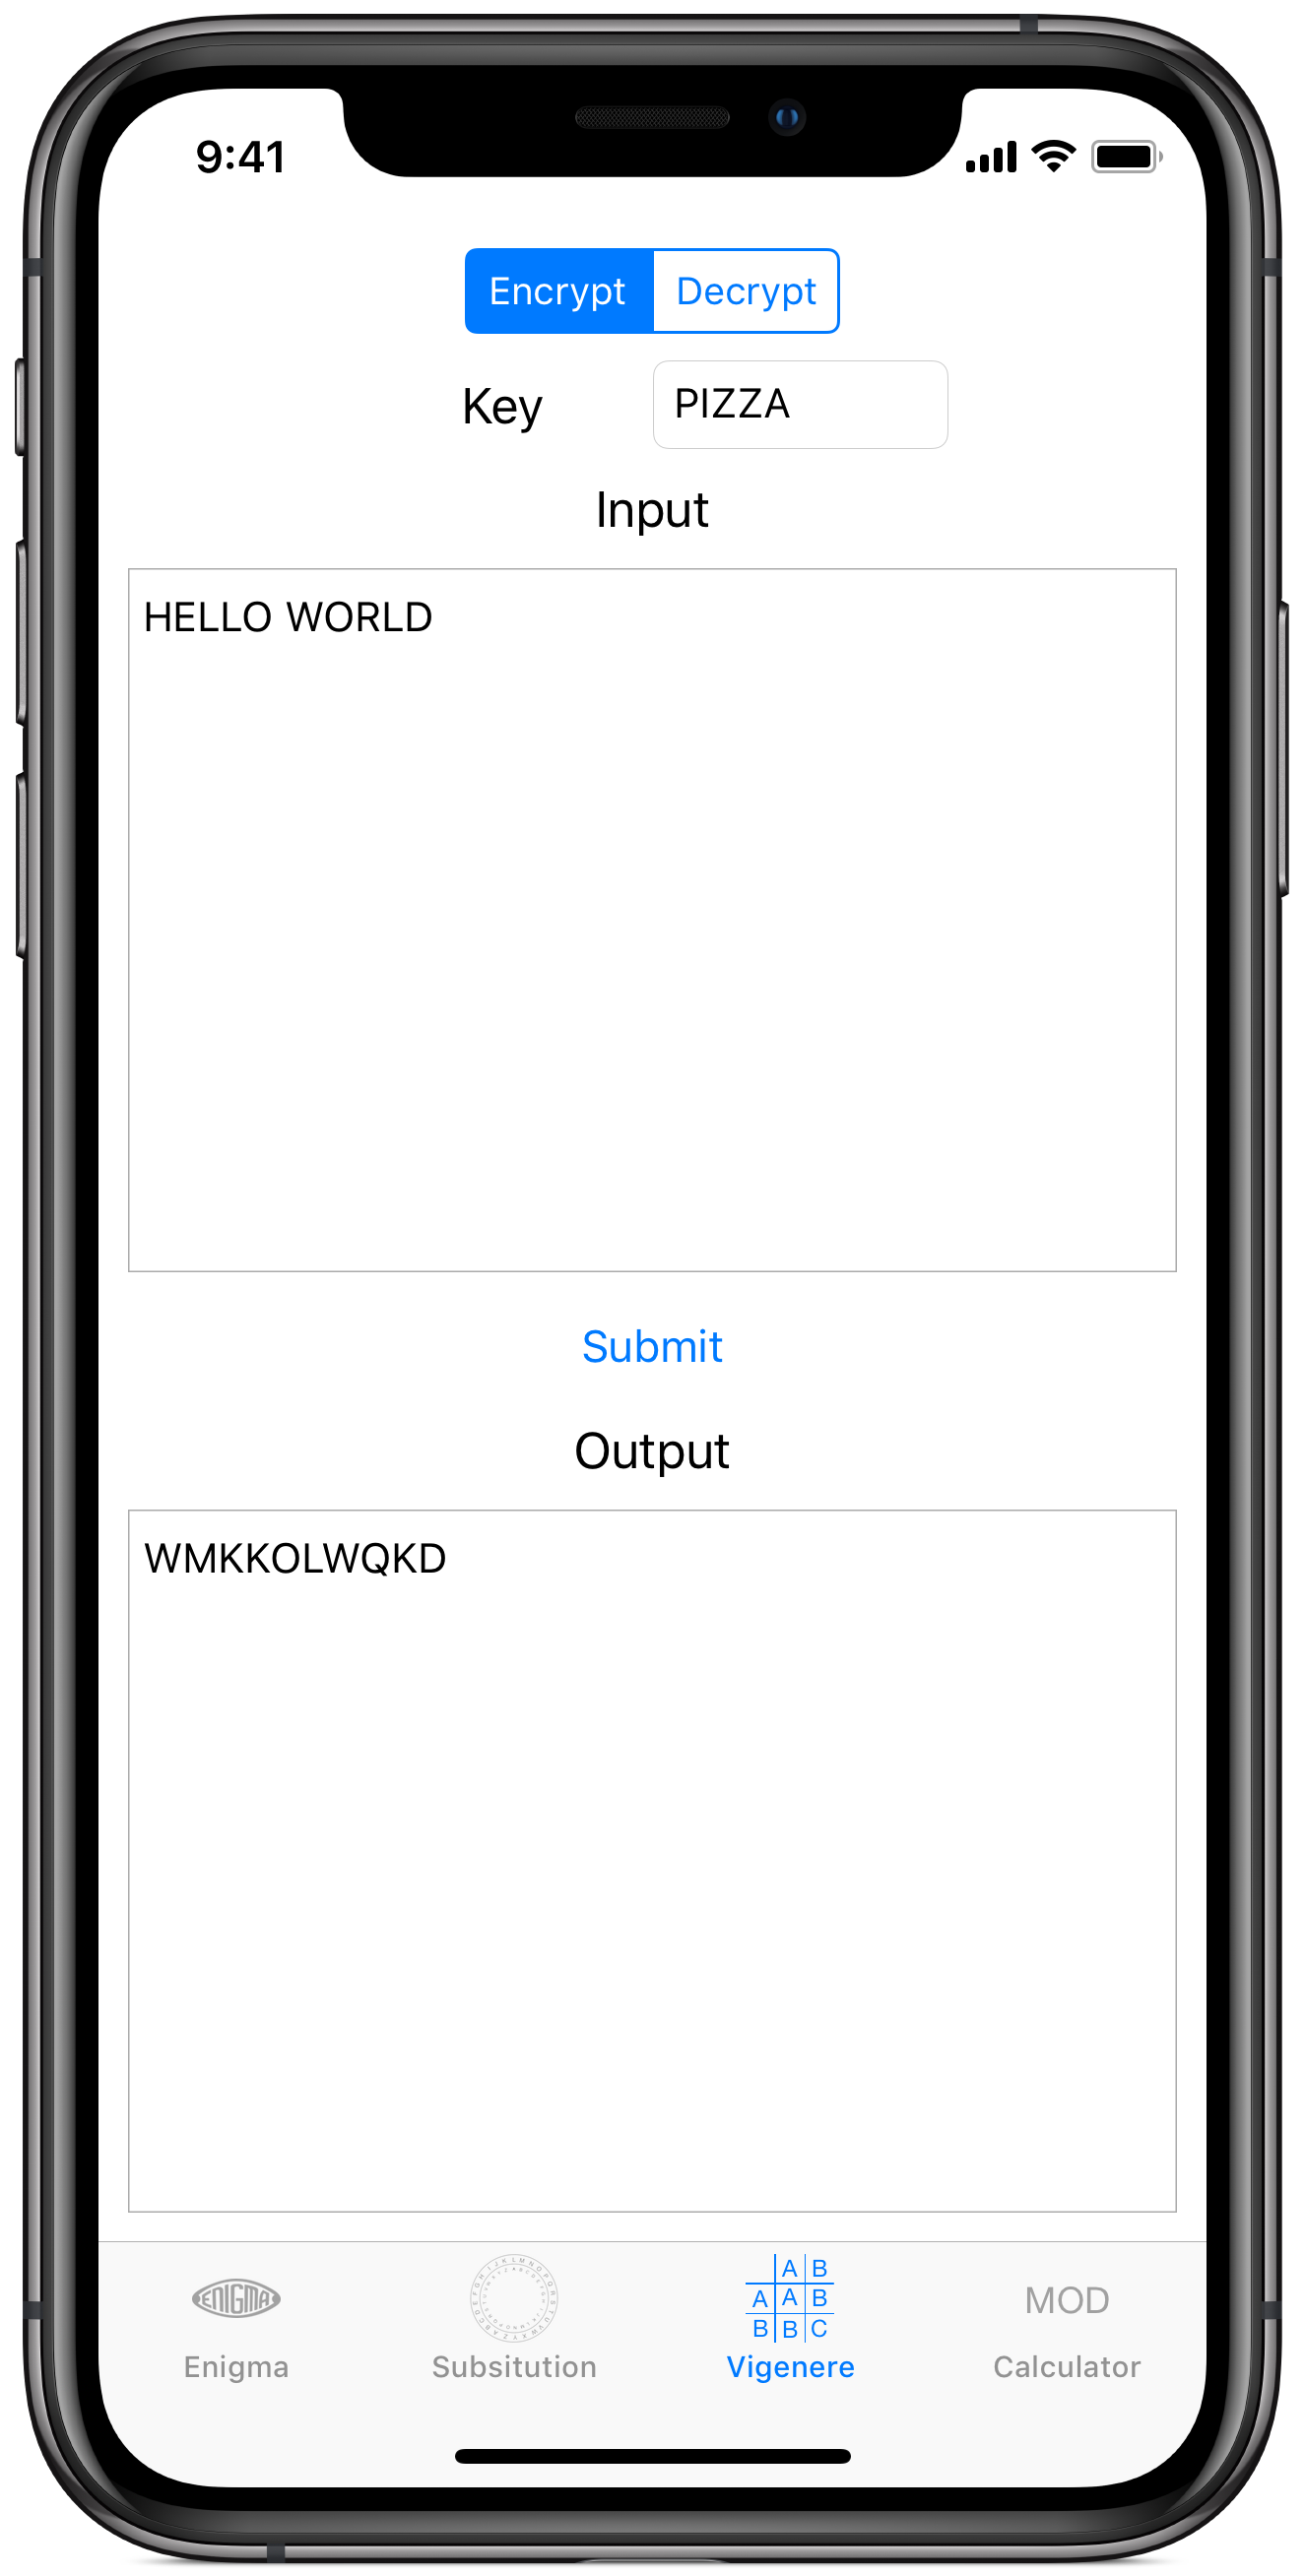 9:41
Encrypt Decrypt
Key PIZZA
Input
HELLO WORLD
Submit
Output
WMKKOLWQKD
ENIGMA
A B
A A B
B B C
MOD
Enigma Subsitution Vigenere Calculator